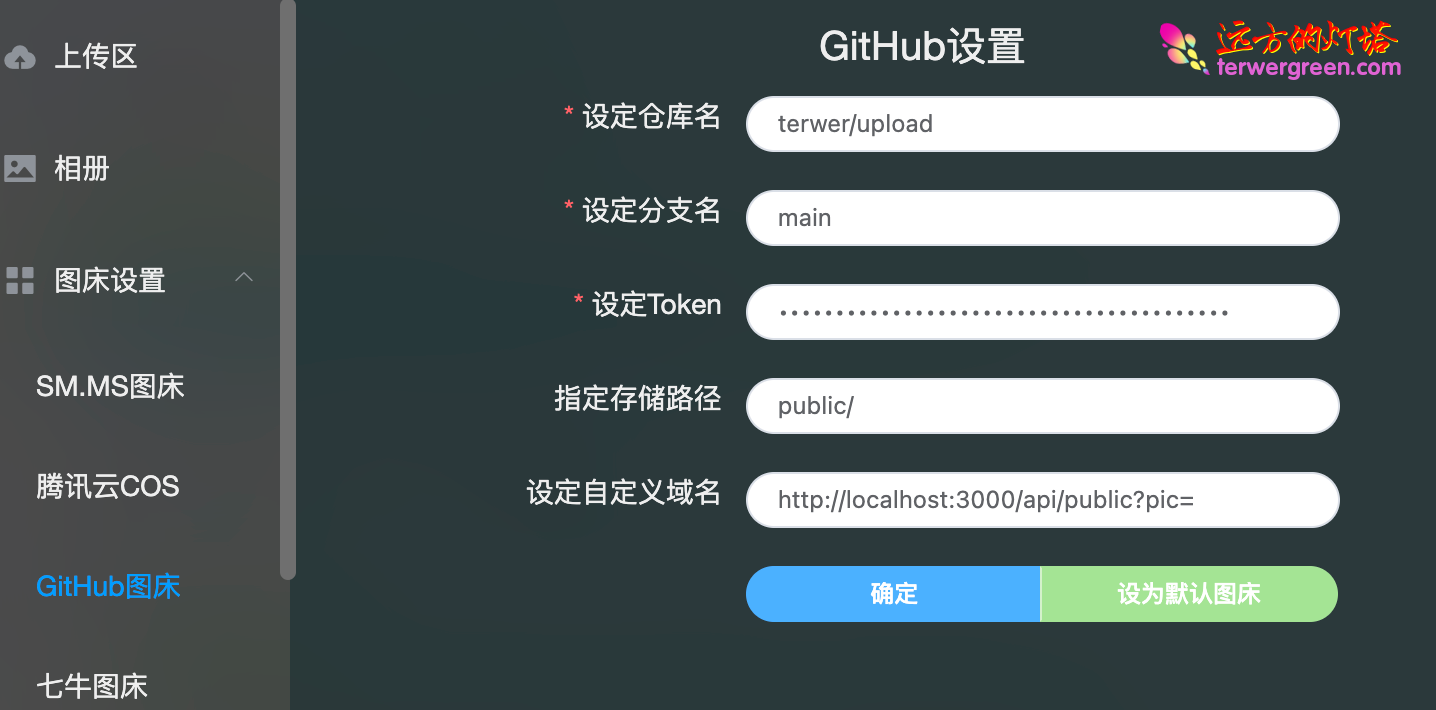 上传区
相册
图床设置
SM.MS图床
腾讯云COS
GitHub图床
七牛图床
GitHub设置
远方的灯塔
terwergreen.com
* 设定仓库名 terwer/upload
* 设定分支名 main
* 设定Token ••••••••••••••••••••••••••••••••••••••••
指定存储路径 public/
设定自定义域名 http://localhost:3000/api/public?pic=
确定 设为默认图床